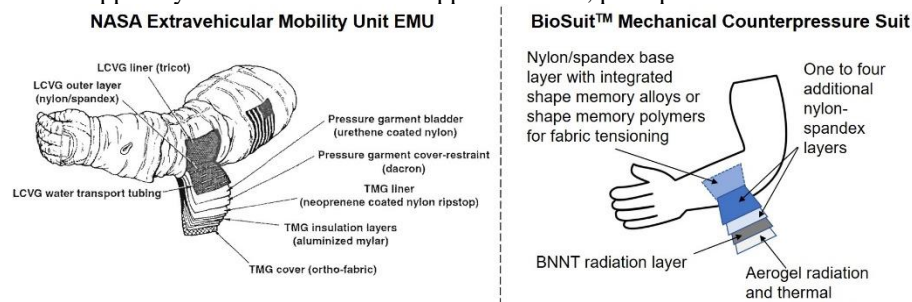 NASA Extravehicular Mobility Unit EMU
LCVG liner (tricot)
LCVG outer layer
(nylon/spandex)
Pressure garment bladder
(urethene coated nylon)
Pressure garment cover-restraint
(dacron)
LCVG water transport tubing
TMG liner
(neoprenene coated nylon ripstop)
TMG insulation layers
(aluminized mylar)
TMG cover (ortho-fabric)
BioSuit™ Mechanical Counterpressure Suit
Nylon/spandex base
layer with integrated
shape memory alloys or
shape memory polymers
for fabric tensioning
One to four
additional
nylon-
spandex
layers
BNNT radiation layer
Aerogel radiation
and thermal